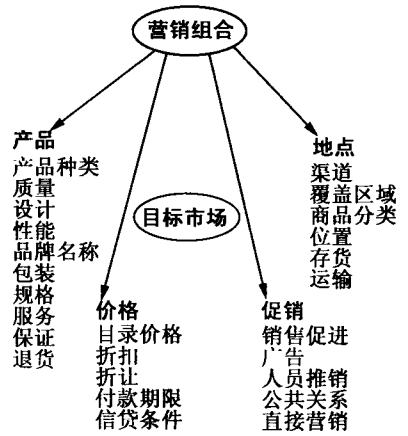 营销组合
产品
产品种类
质量
设计
性能
品牌名称
包装
规格
服务
保证
退货
地点
渠道
覆盖区域
商品分类
位置
存货
运输
目标市场
价格
目录价格
折扣
折让
付款期限
信贷条件
促销
销售促进
广告
人员推销
公共关系
直接营销